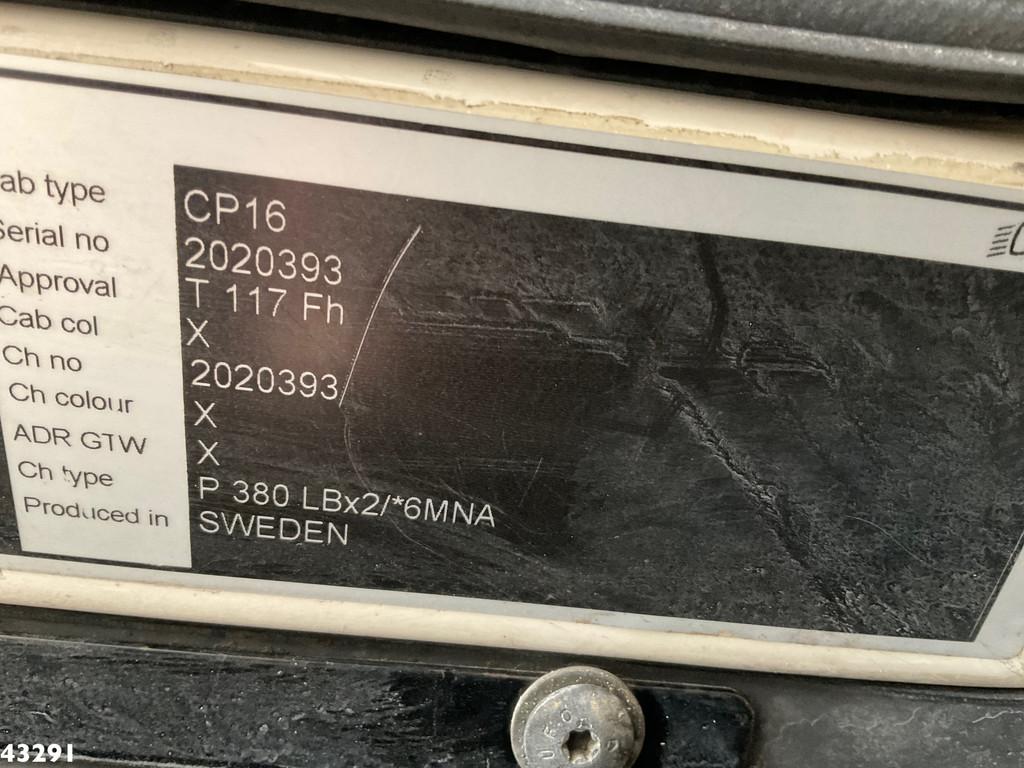 ab type CP16
Serial no 2020393
Approval T 117 Fh
Cab col X
Ch no 2020393
Ch colour X
ADR GTW X
Ch type P 380 LBx2/*6MNA
Produced in SWEDEN
43291